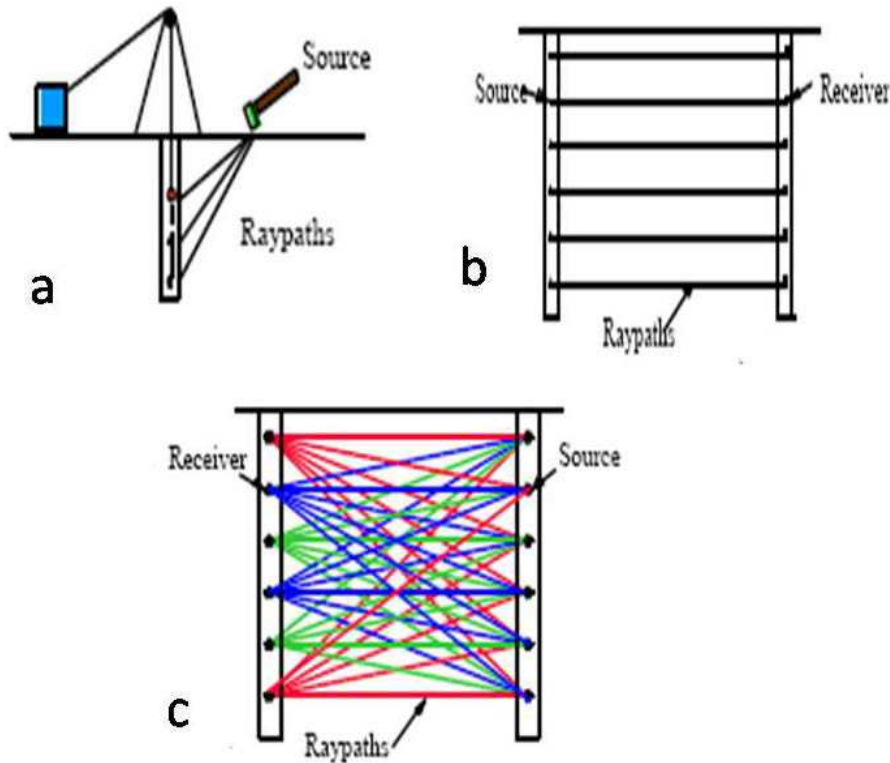 Source
Raypaths
a
Source
Receiver
b
Raypaths
Receiver
Source
c
Raypaths